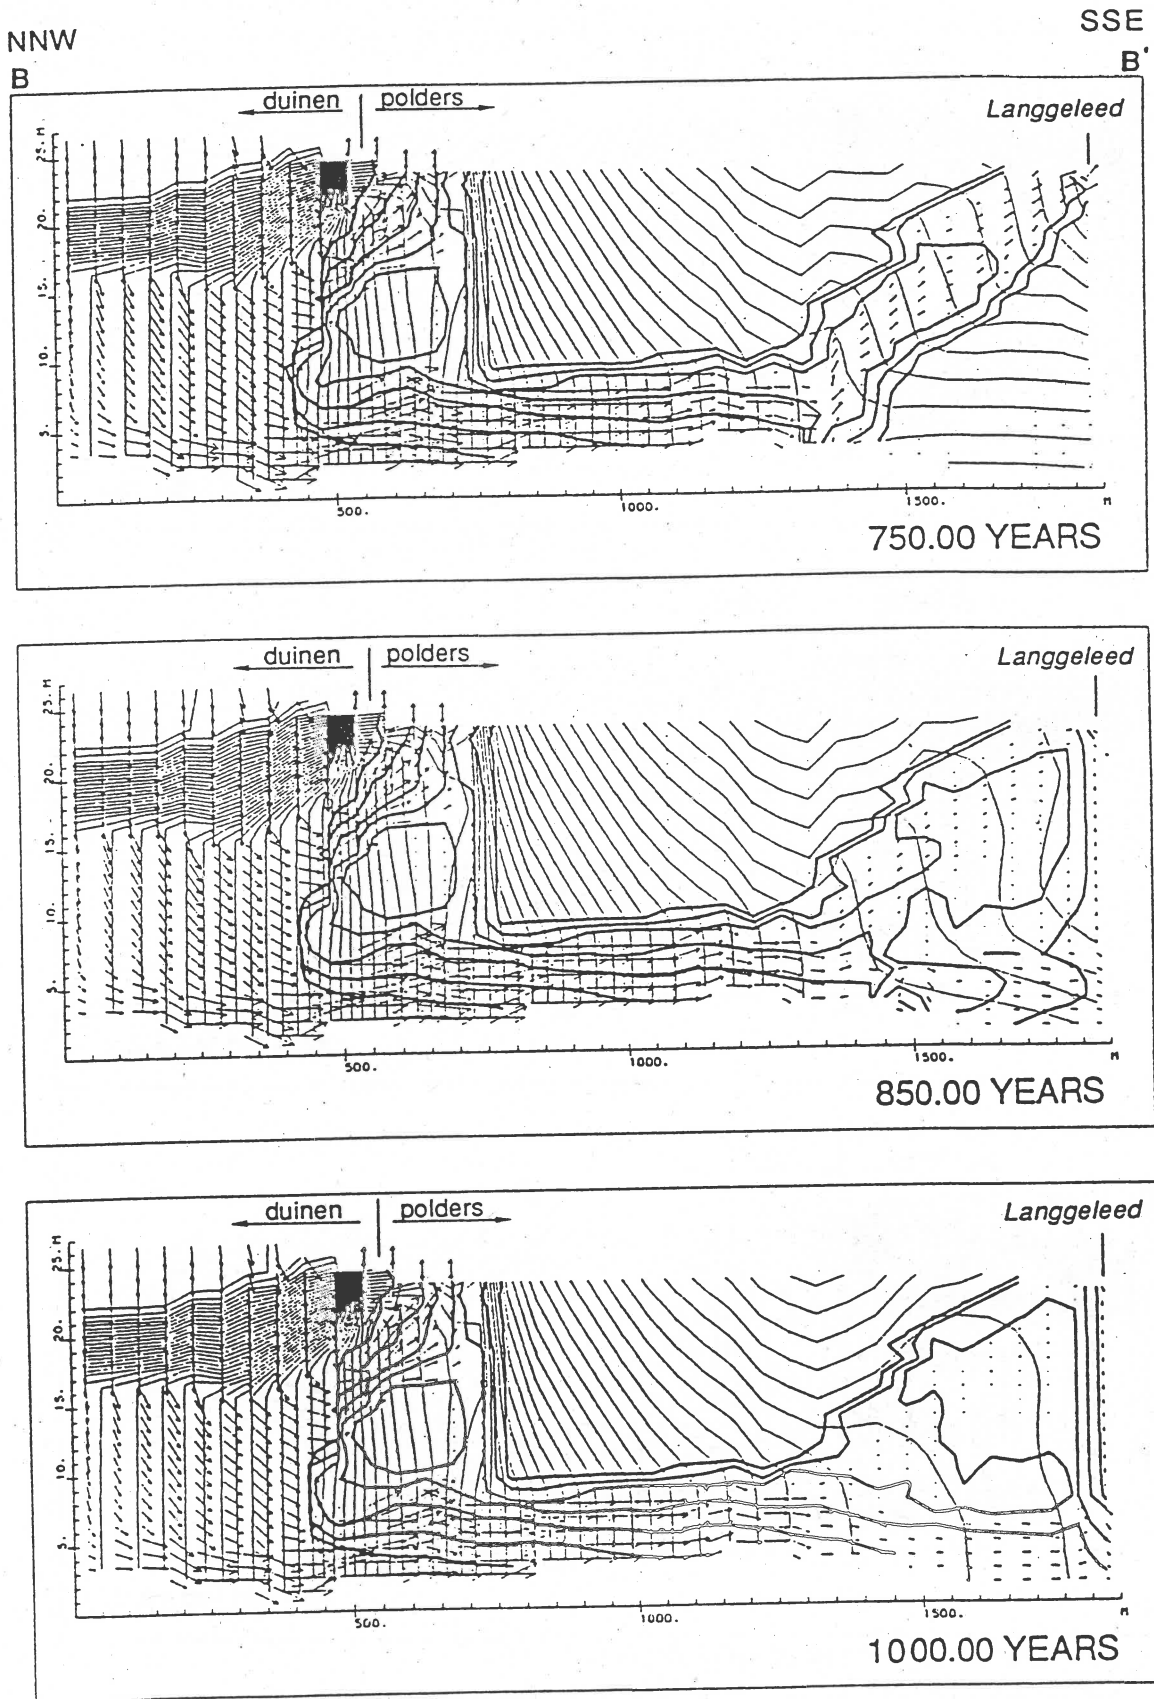 NNW
SSE
B
B'
duinen polders
Langgeleed
25. M
20.
15.
10.
5.
500. 1000. 1500. M
750.00 YEARS
duinen polders
Langgeleed
25. M
20.
15.
10.
5.
500. 1000. 1500. M
850.00 YEARS
duinen polders
Langgeleed
25. M
20.
15.
10.
5.
500. 1000. 1500. M
1000.00 YEARS